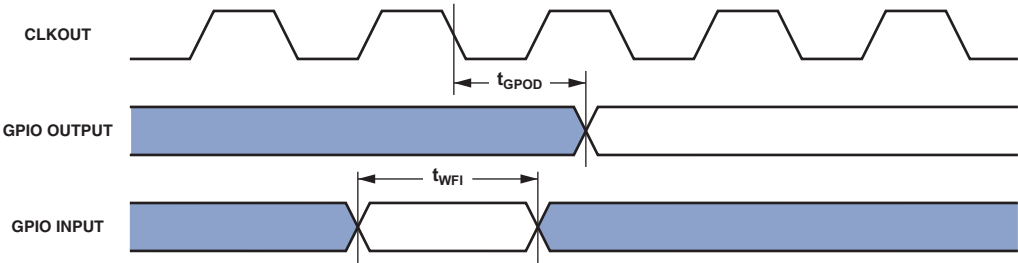 CLKOUT
tGPOD
GPIO OUTPUT
tWFI
GPIO INPUT